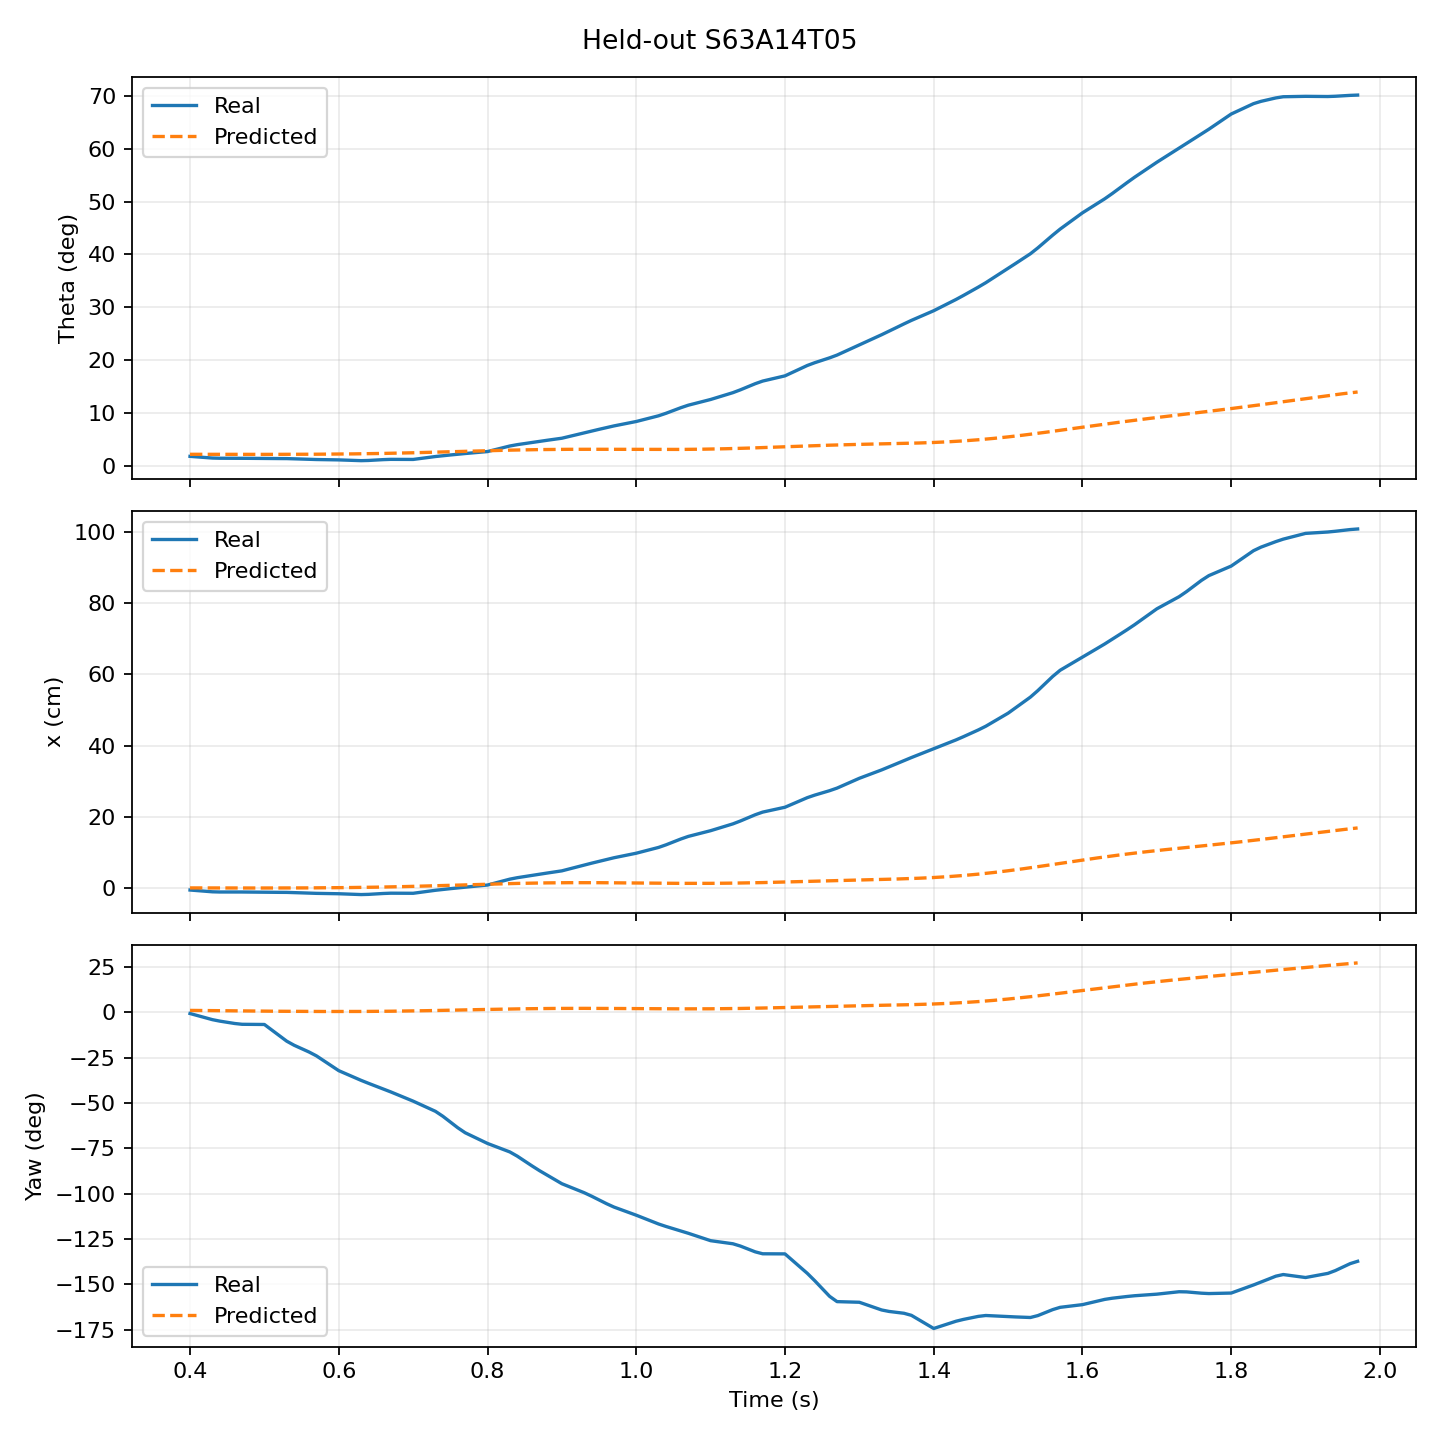 Held-out S63A14T05
70
60
50
40
30
20
10
0
Theta (deg)
Real
Predicted
100
80
60
40
20
0
x (cm)
Real
Predicted
25
0
−25
−50
−75
−100
−125
−150
−175
Yaw (deg)
Real
Predicted
0.4 0.6 0.8 1.0 1.2 1.4 1.6 1.8 2.0
Time (s)